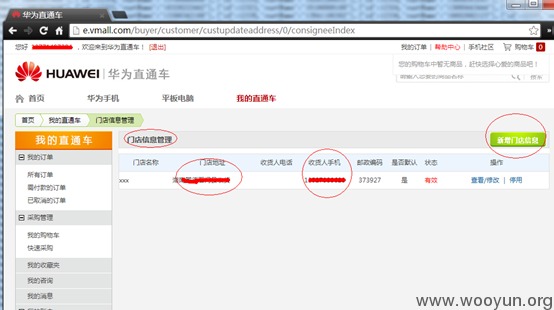 华为直通车
e.vmall.com/buyer/customer/custupdateaddress/0/consigneeIndex
您好
，欢迎来到华为直通车！ [退出]
我的订单 | 帮助中心 | 手机社区 购物车 0
您的购物车中暂无商品，赶快选择心爱的商品吧！
HUAWEI 华为直通车
首页 华为手机 平板电脑 我的直通车
首页 我的直通车 门店信息管理
我的直通车
我的订单
所有订单
需付款的订单
已取消的订单
采购管理
我的购物车
快速采购
我的收藏夹
我的咨询
我的消息
门店信息管理
新增门店信息
门店名称 门店地址 收货人电话 收货人手机 邮政编码 是否默认 状态 操作
xxx 373927 是 有效 查看/修改 | 停用
www.wooyun.org